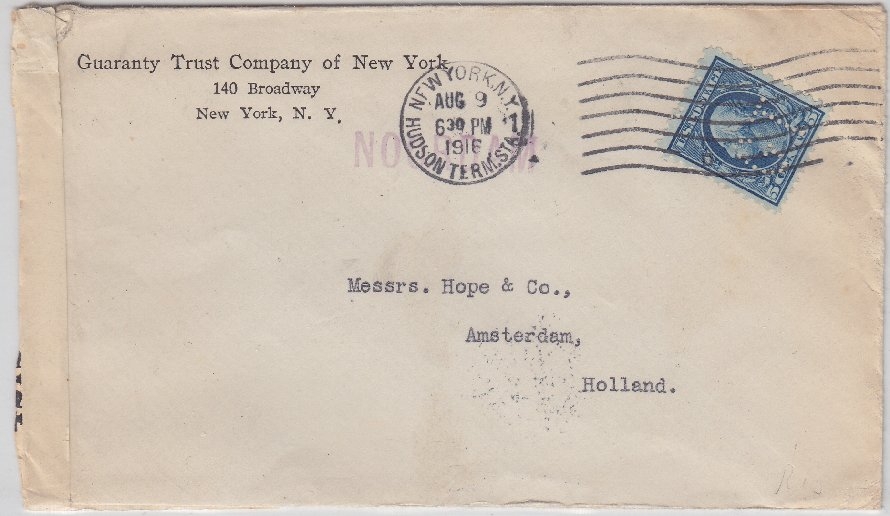 Guaranty Trust Company of New York
140 Broadway
New York, N. Y.
NEW YORK, N.Y.
AUG 9
630 PM
1916
HUDSON TERM. STA.
1
Messrs. Hope & Co.,
Amsterdam,
Holland.